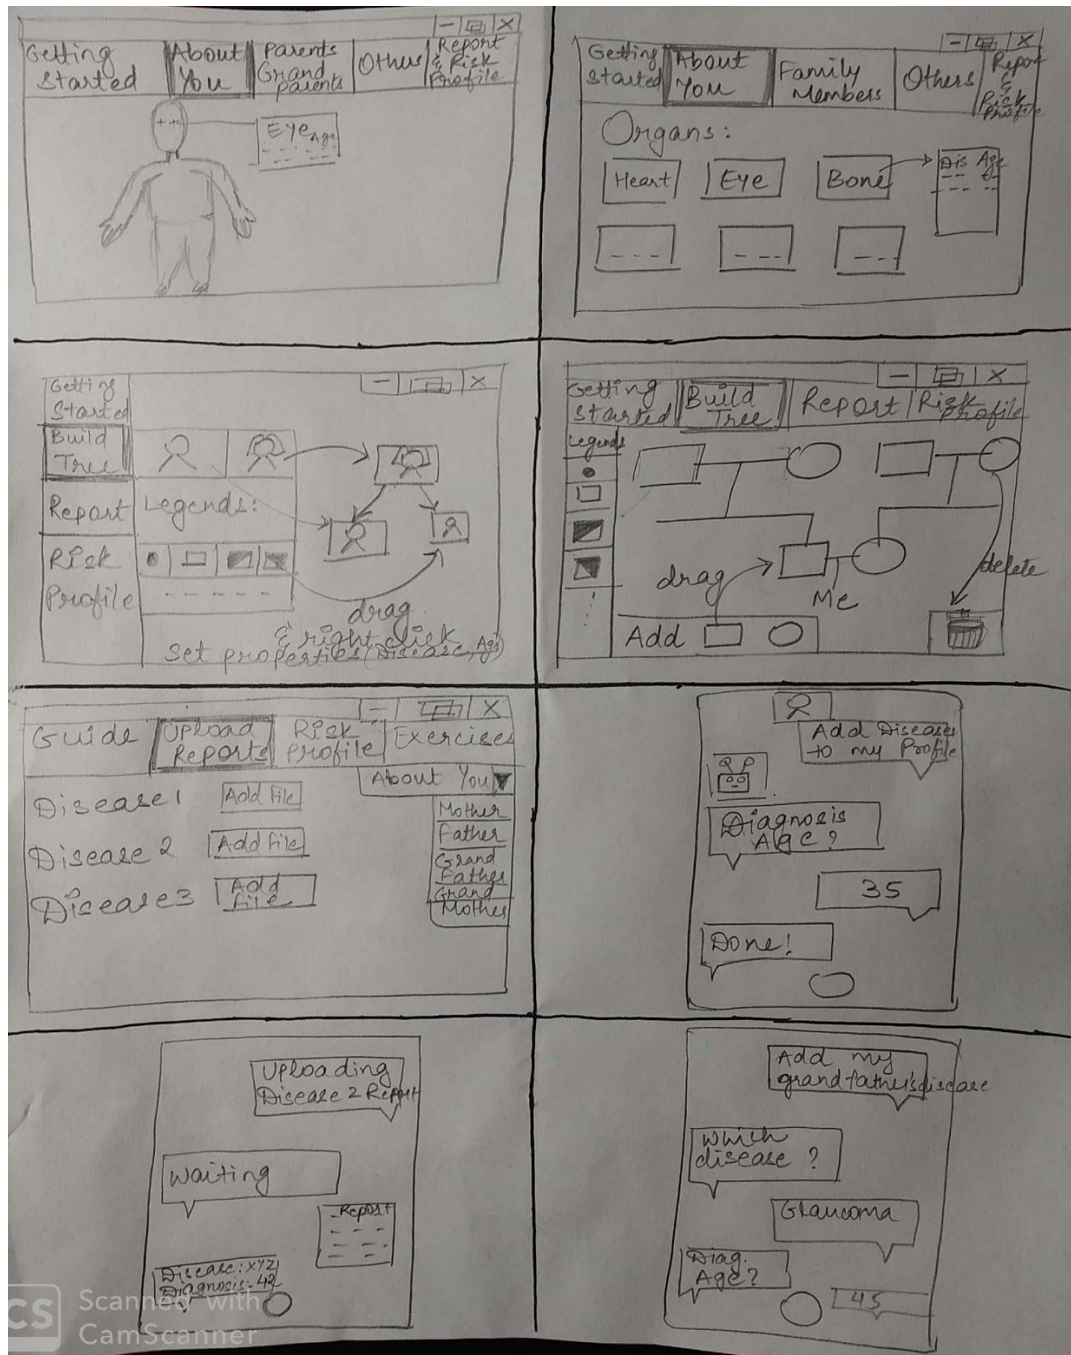 Getting
Started
About
You
Parents
Grand
parents
Others
Report
& Risk
Profile
Eye Age
Getting
Started
About
You
Family
Members
Others
Report
&
Risk
Profile
Organs:
Heart
Eye
Bone
Dis Age
Getting
Started
Build
Tree
Report
Risk
Profile
Legends:
drag
& right click
Set properties (Disease, Age)
Getting
Started
Build
Tree
Report
Risk
Profile
Legends
drag
Me
delete
Add
Guide
Upload
Reports
Risk
Profile
Exercises
About You
Mother
Father
Grand
Father
Grand
Mother
Disease 1
Add File
Disease 2
Add File
Disease 3
Add
File
Add Diseases
to my Profile
Diagnosis
Age?
35
Done!
Uploading
Disease 2 Report
Waiting
Report
Disease: XYZ
Diagnosis: 42
Add my
grandfather's disease
Which
disease ?
Glaucoma
Diag.
Age?
45
CS
Scanned with
CamScanner